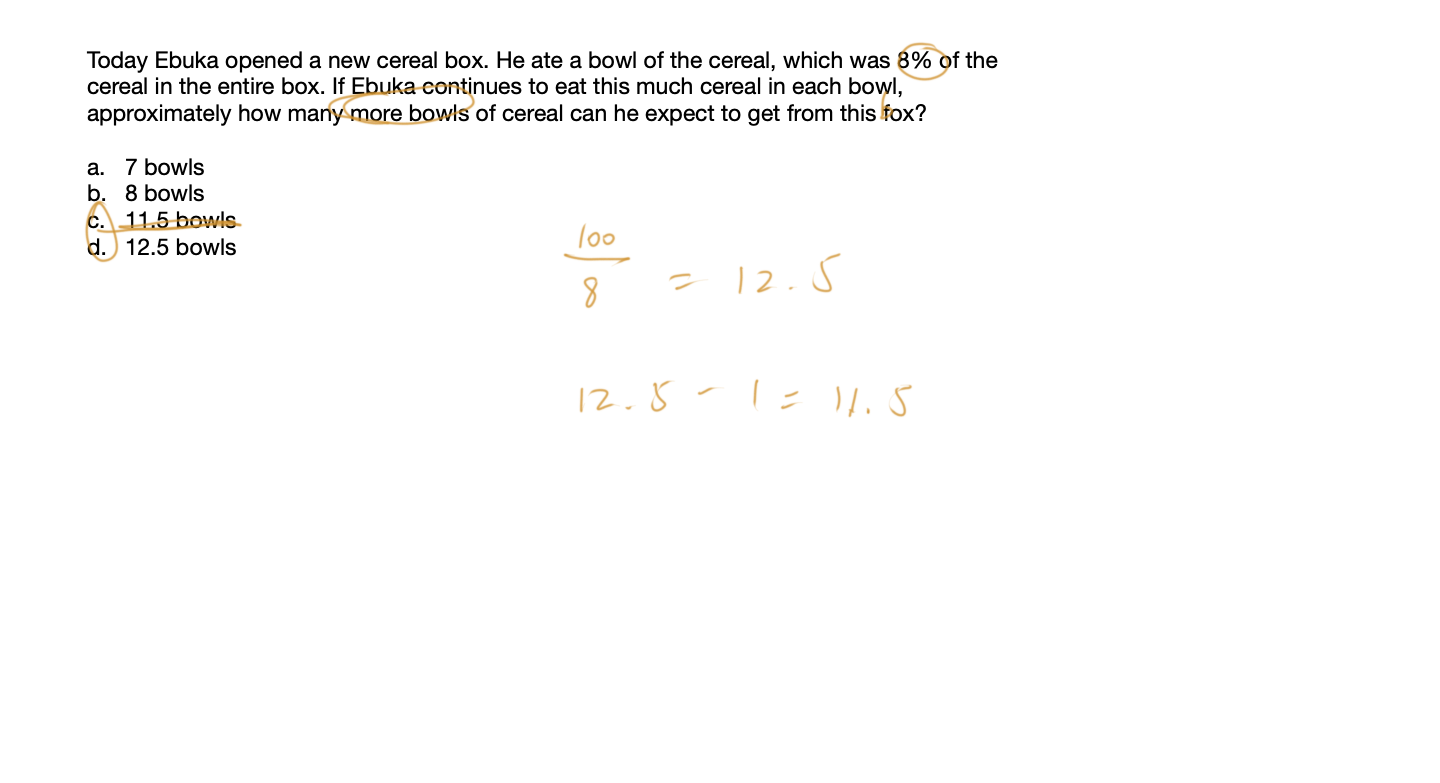 Today Ebuka opened a new cereal box. He ate a bowl of the cereal, which was 8% of the
cereal in the entire box. If Ebuka continues to eat this much cereal in each bowl,
approximately how many more bowls of cereal can he expect to get from this fox?
a. 7 bowls
b. 8 bowls
c. 11.5 bowls
d. 12.5 bowls
100
8
= 12.5
12.5 - 1 = 11.5